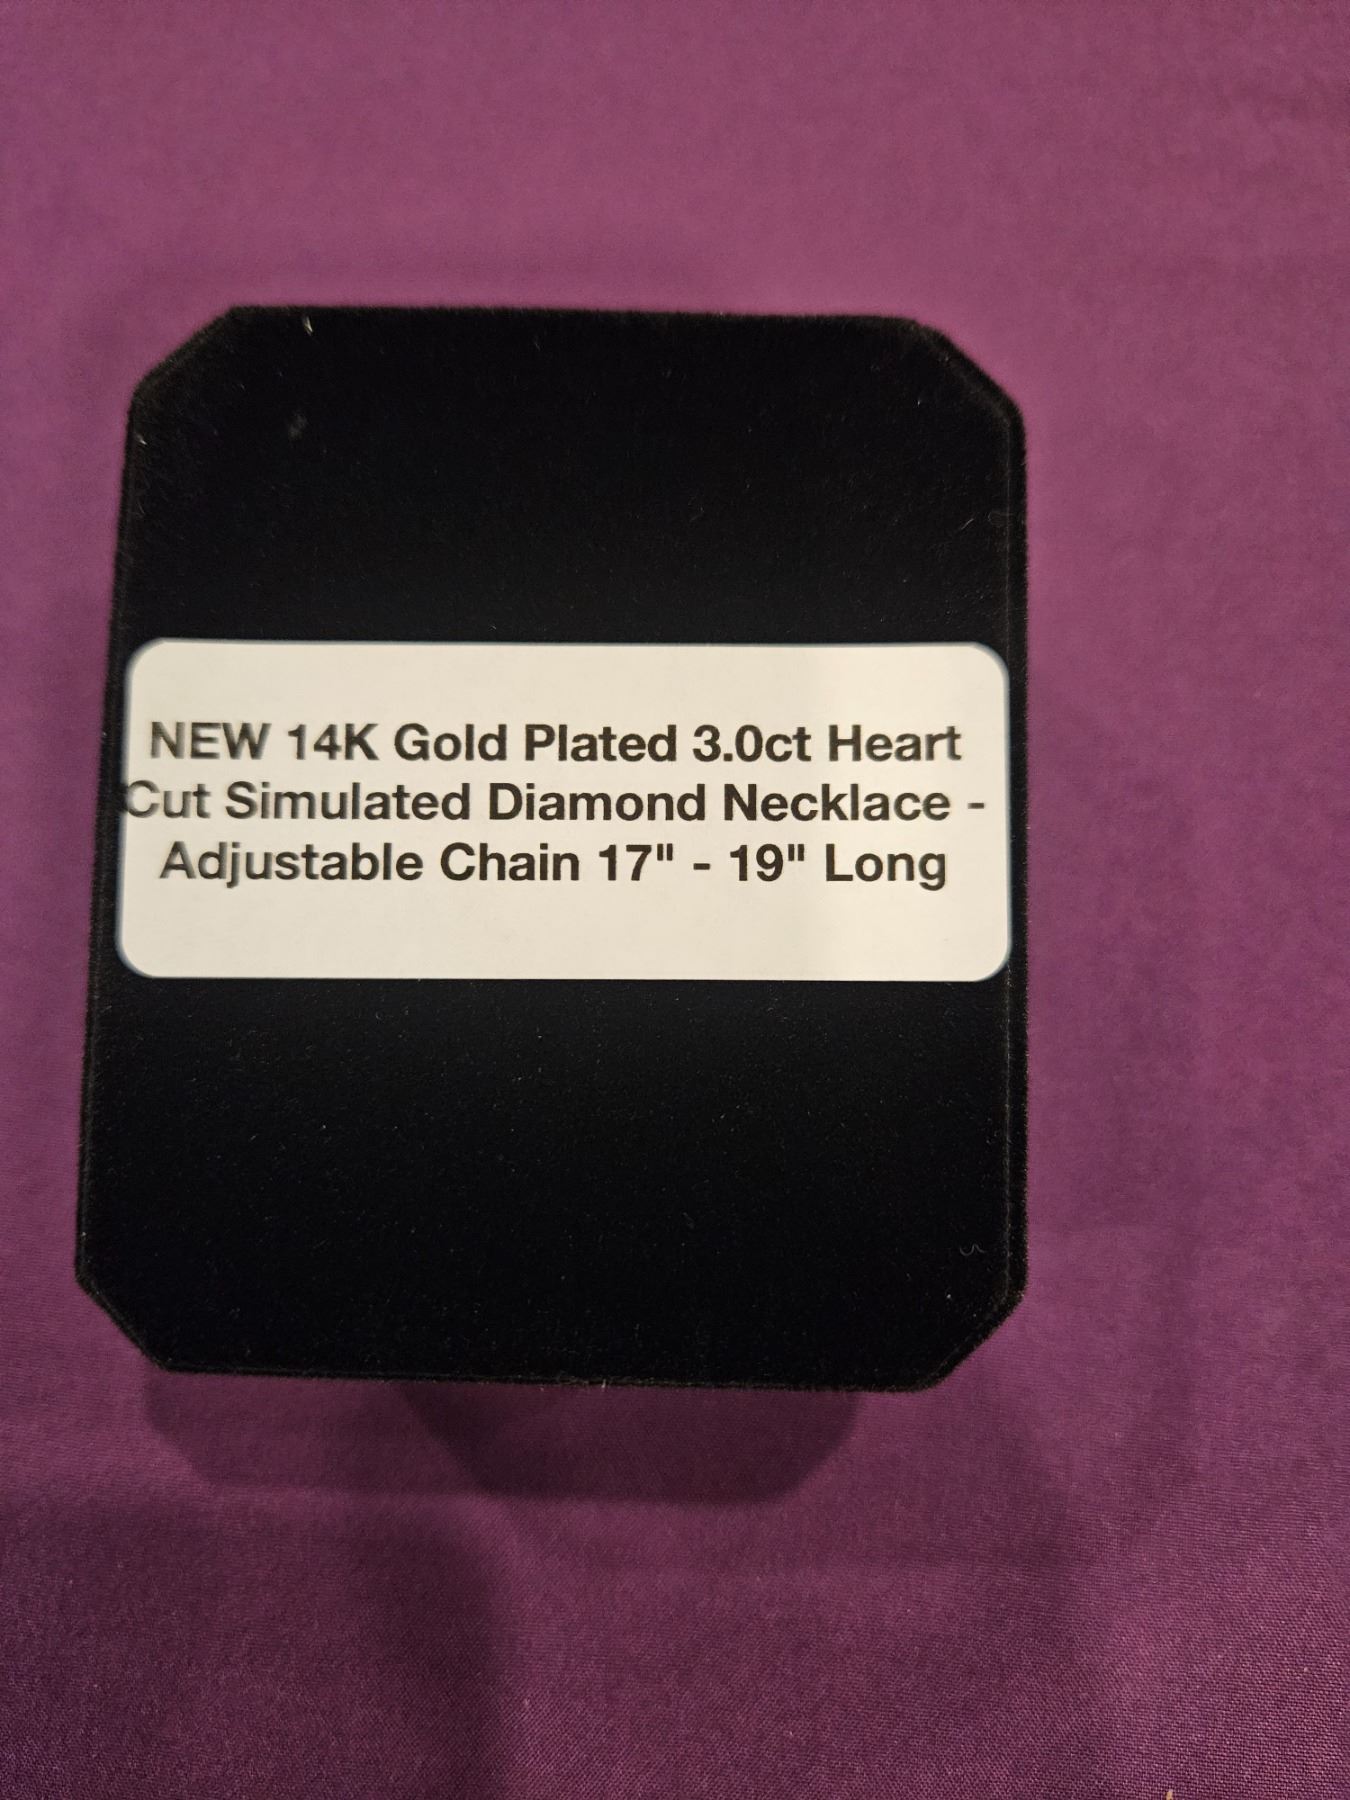 NEW 14K Gold Plated 3.0ct Heart
Cut Simulated Diamond Necklace -
Adjustable Chain 17" - 19" Long